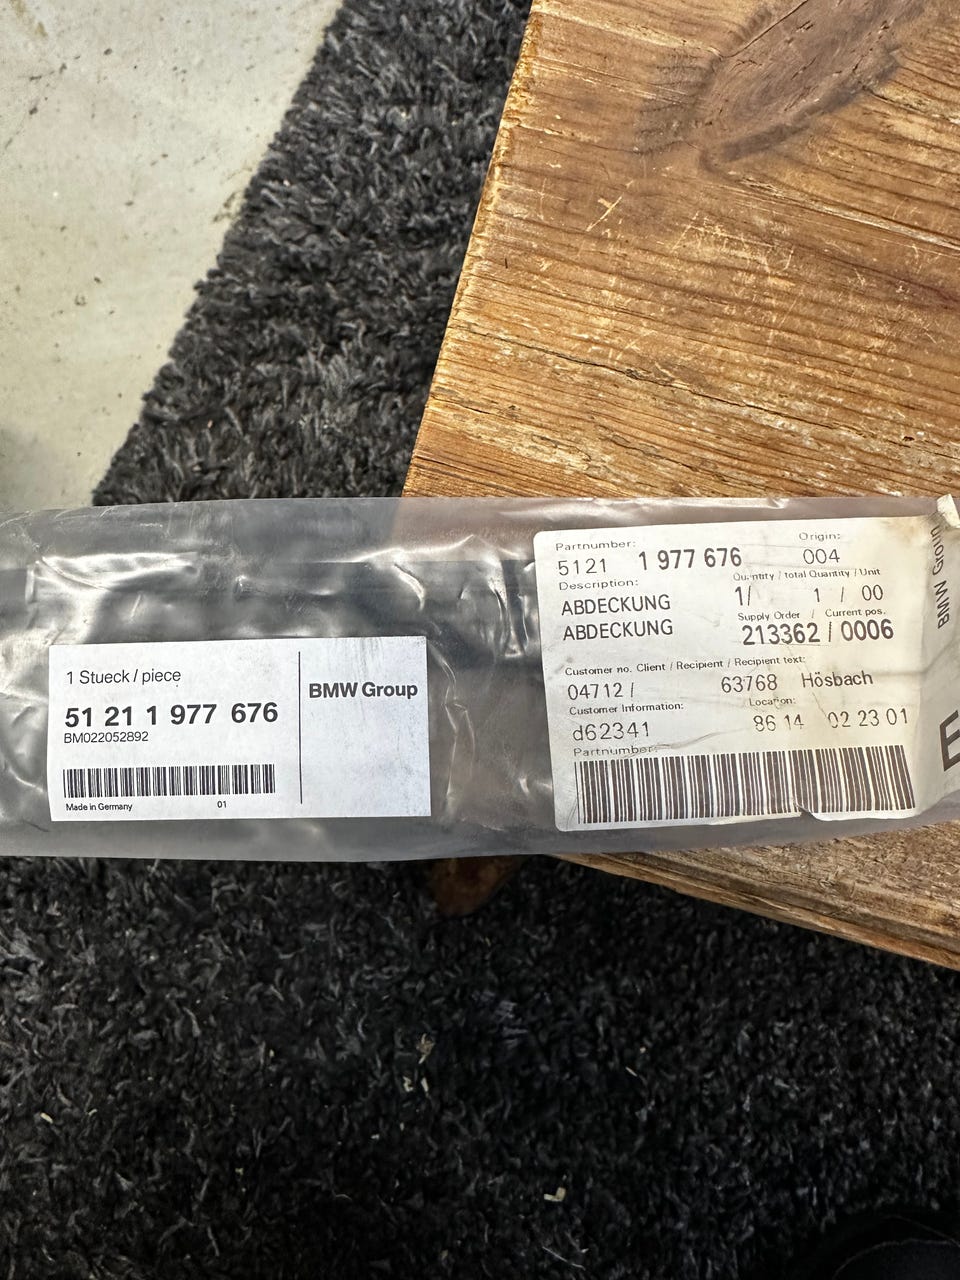 1 Stueck / piece
51 21 1 977 676
BM022052892
Made in Germany 01
BMW Group
Partnumber: Origin:
5121 1 977 676 004
Description: Quantity / total Quantity / Unit
ABDECKUNG 1/ 1 / 00
ABDECKUNG Supply Order / Current pos.
213362 / 0006
Customer no. Client / Recipient / Recipient text:
04712 / 63768 Hösbach
Customer Information: Location:
d62341 86 14 02 23 01
Partnumber:
BMW Group
E